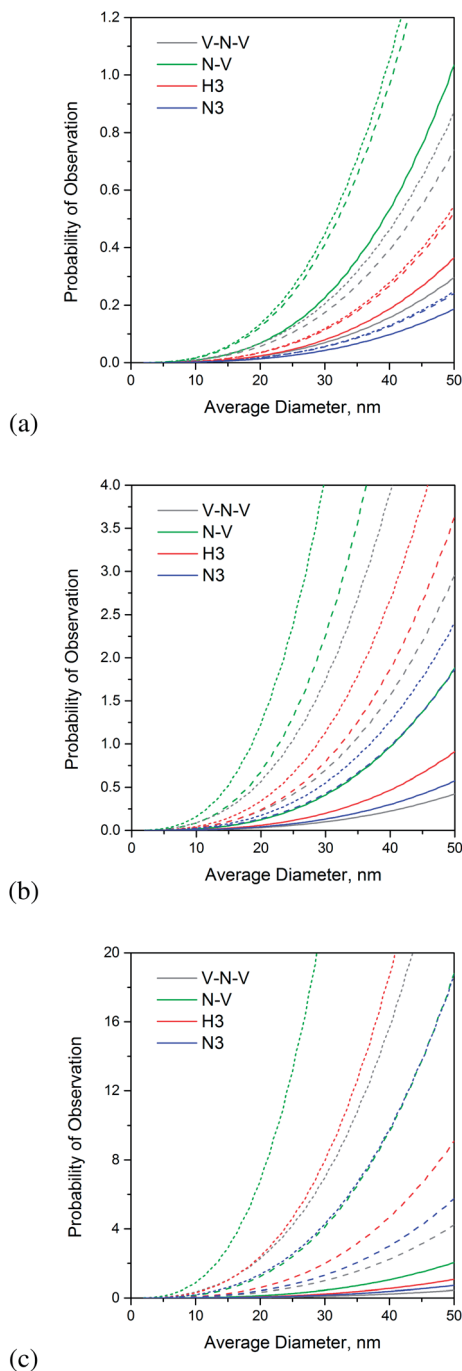 1.2
1.0
0.8
0.6
0.4
0.2
0.0
Probability of Observation
V-N-V
N-V
H3
N3
0 10 20 30 40 50
Average Diameter, nm
(a)
4.0
3.5
3.0
2.5
2.0
1.5
1.0
0.5
0.0
Probability of Observation
V-N-V
N-V
H3
N3
0 10 20 30 40 50
Average Diameter, nm
(b)
20
16
12
8
4
0
Probability of Observation
V-N-V
N-V
H3
N3
0 10 20 30 40 50
Average Diameter, nm
(c)